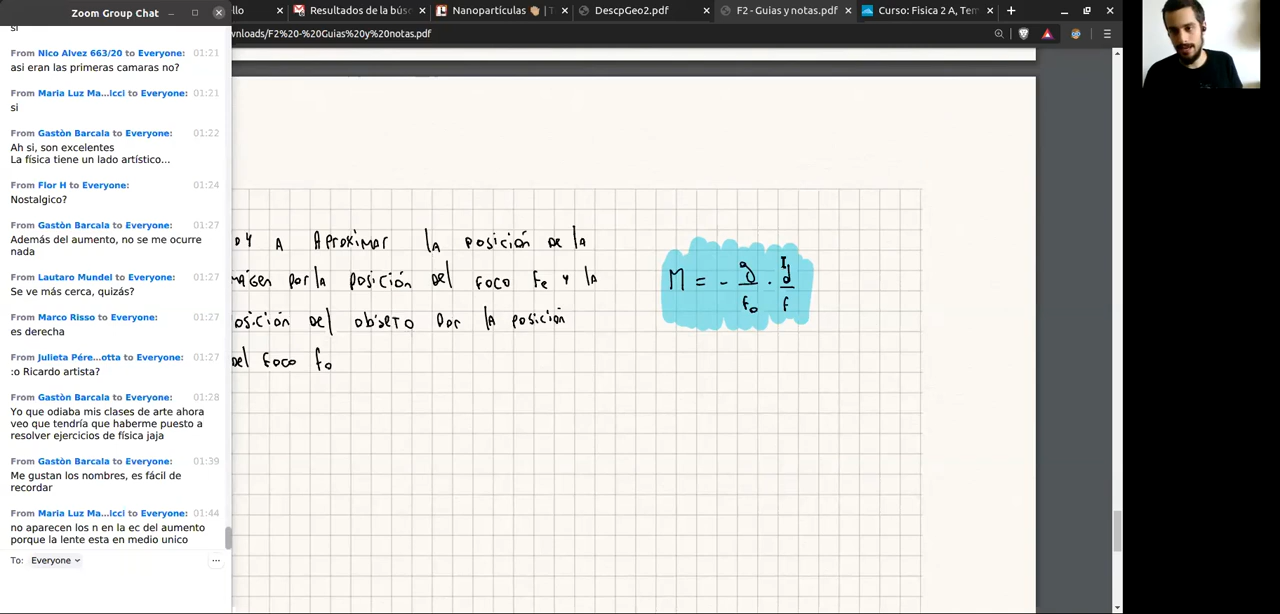 Zoom Group Chat
si
From Nico Alvez 663/20 to Everyone: 01:21
asi eran las primeras camaras no?
From Maria Luz Ma...lcci to Everyone: 01:21
si
From Gastòn Barcala to Everyone: 01:22
Ah si, son excelentes
La física tiene un lado artístico...
From Flor H to Everyone: 01:24
Nostalgico?
From Gastòn Barcala to Everyone: 01:27
Además del aumento, no se me ocurre
nada
From Lautaro Mundel to Everyone: 01:27
Se ve más cerca, quizás?
From Marco Risso to Everyone: 01:27
es derecha
From Julieta Pére...otta to Everyone: 01:27
:o Ricardo artista?
From Gastòn Barcala to Everyone: 01:28
Yo que odiaba mis clases de arte ahora
veo que tendría que haberme puesto a
resolver ejercicios de física jaja
From Gastòn Barcala to Everyone: 01:39
Me gustan los nombres, es fácil de
recordar
From Maria Luz Ma...lcci to Everyone: 01:44
no aparecen los n en la ec del aumento
porque la lente esta en medio unico
To: Everyone
llo
Resultados de la bús
Nanopartículas | T
DescpGeo2.pdf
F2 - Guias y notas.pdf
Curso: Fisica 2 A, Tem
wnloads/F2%20-%20Guias%20y%20notas.pdf
oy a aproximar la posición de la
magen por la posición del foco Fe y la
osición del objeto por la posición
del foco fo
M = - g/fo · d/f